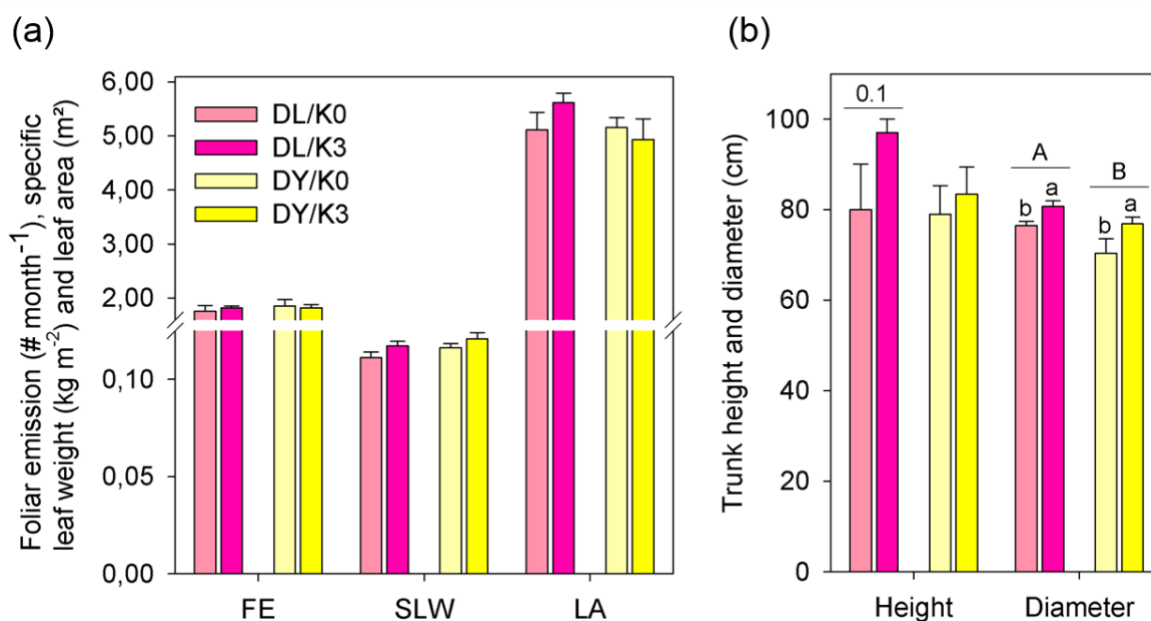 (a)
Foliar emission (# month⁻¹), specific
leaf weight (kg m⁻²) and leaf area (m²)
6,00
5,00
4,00
3,00
2,00
0,10
0,05
0,00
DL/K0
DL/K3
DY/K0
DY/K3
FE
SLW
LA
(b)
Trunk height and diameter (cm)
100
80
60
40
20
0
0.1
A
B
b
a
b
a
Height
Diameter